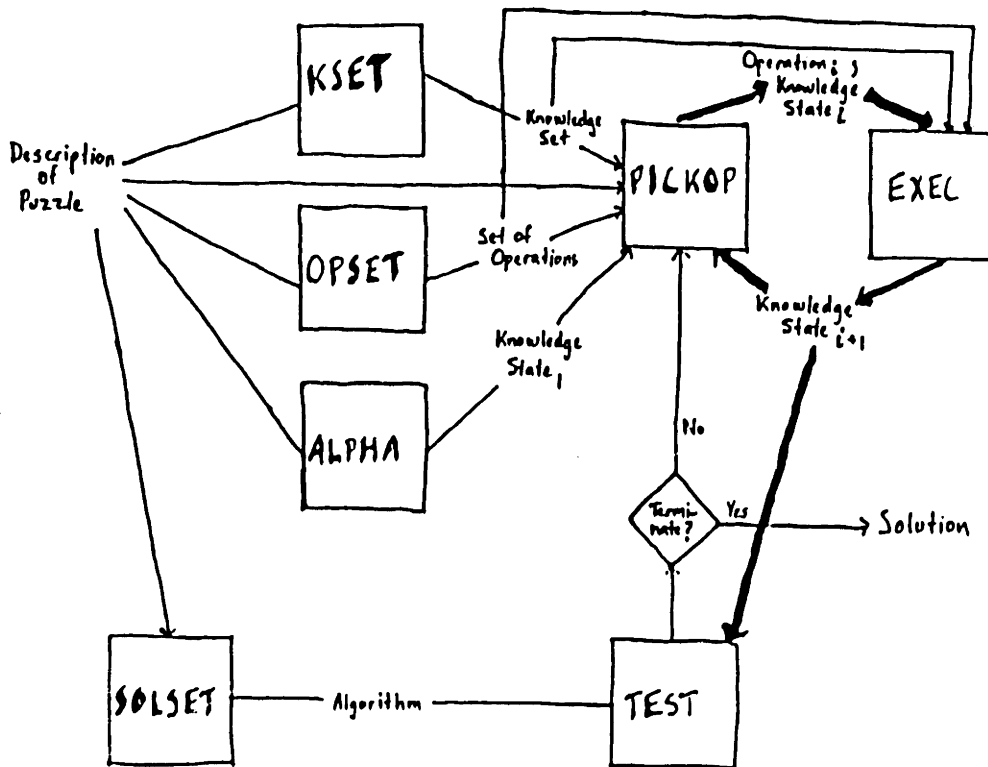 KSET
Operation i ,
Knowledge
State i
Knowledge
Set
Description
of
Puzzle
PICKOP
EXEC
OPSET
Set of
Operations
Knowledge
State i+1
Knowledge
State 1
ALPHA
No
Termi-
nate?
Yes
Solution
SOLSET
Algorithm
TEST